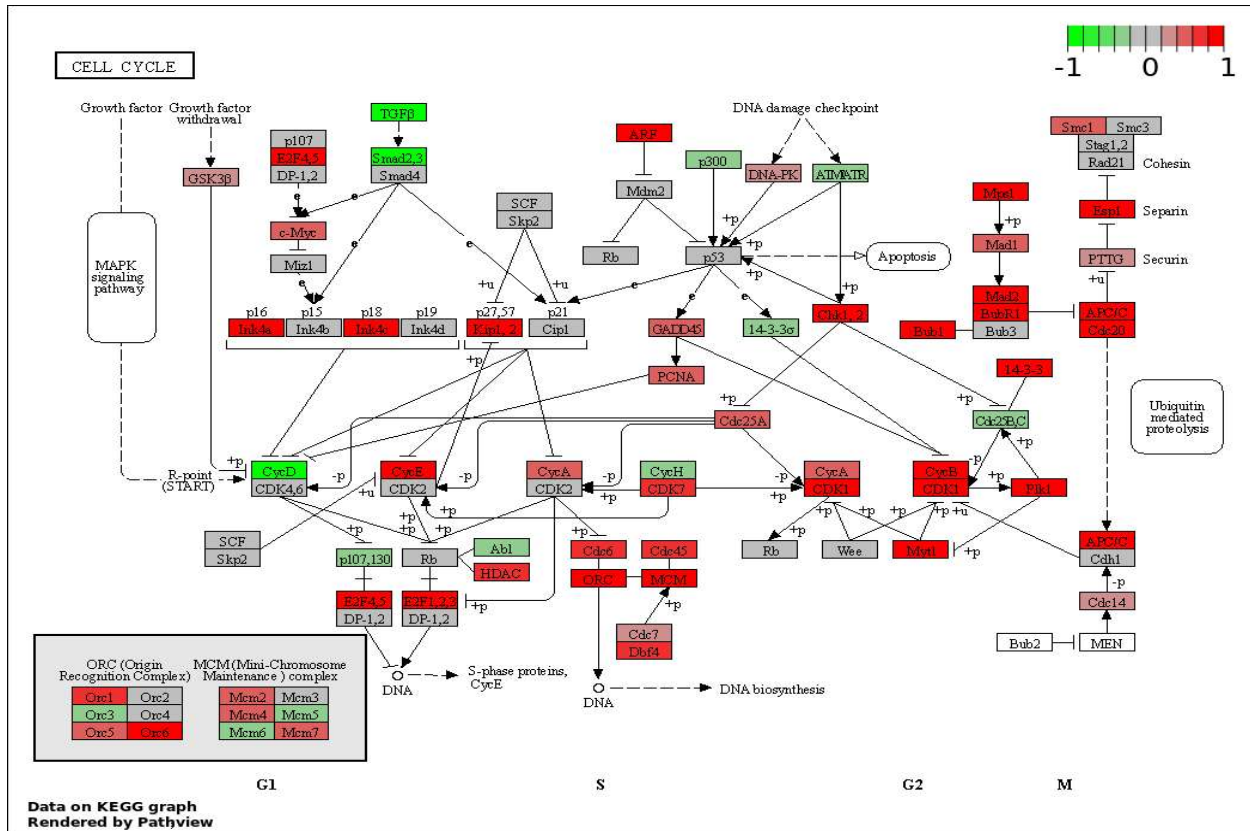 CELL CYCLE
-1 0 1
Growth factor
Growth factor
withdrawal
GSK3β
MAPK
signaling
pathway
R-point
(START)
p107
E2F4,5
DP-1,2
TGFβ
Smad2,3
Smad4
e
e
c-Myc
e
Miz1
e
SCF
Skp2
+u
+u
p16
Ink4a
p15
Ink4b
p18
Ink4c
p19
Ink4d
p27,57
Kip1, 2
p21
Cip1
+p
ARF
Mdm2
Rb
p300
DNA damage checkpoint
DNA-PK
ATM/ATR
+p
+p
+p
p53
+p
Apoptosis
e
e
e
GADD45
14-3-3σ
Chk1, 2
+p
PCNA
Cdc25A
+p
+p
14-3-3
Cdc25B,C
-p
+p
Mps1
+p
Mad1
Mad2
BubR1
Bub3
Bub1
Smc1
Smc3
Stag1,2
Rad21
Cohesin
Esp1
Separin
PTTG
Securin
+u
APC/C
Cdc20
Ubiquitin
mediated
proteolysis
+p
CycD
CDK4,6
-p
+u
CycE
CDK2
-p
CycA
CDK2
-p
+p
CycH
CDK7
-p
+p
CycA
CDK1
CycB
CDK1
+p
Plk1
+p
+p
+p
+p
+u
+p
Rb
Wee
Myt1
APC/C
Cdh1
-p
Cdc14
Bub2
MEN
SCF
Skp2
+p
+p
+p
+p
+p
p107,130
Rb
Abl
HDAC
E2F4,5
DP-1,2
E2F1,2,3
DP-1,2
+p
DNA
S-phase proteins,
CycE
Cdc6
Cdc45
ORC
MCM
+p
Cdc7
Dbf4
DNA
DNA biosynthesis
ORC (Origin
Recognition Complex)
Orc1
Orc2
Orc3
Orc4
Orc5
Orc6
MCM (Mini-Chromosome
Maintenance ) complex
Mcm2
Mcm3
Mcm4
Mcm5
Mcm6
Mcm7
G1
S
G2
M
Data on KEGG graph
Rendered by Pathview